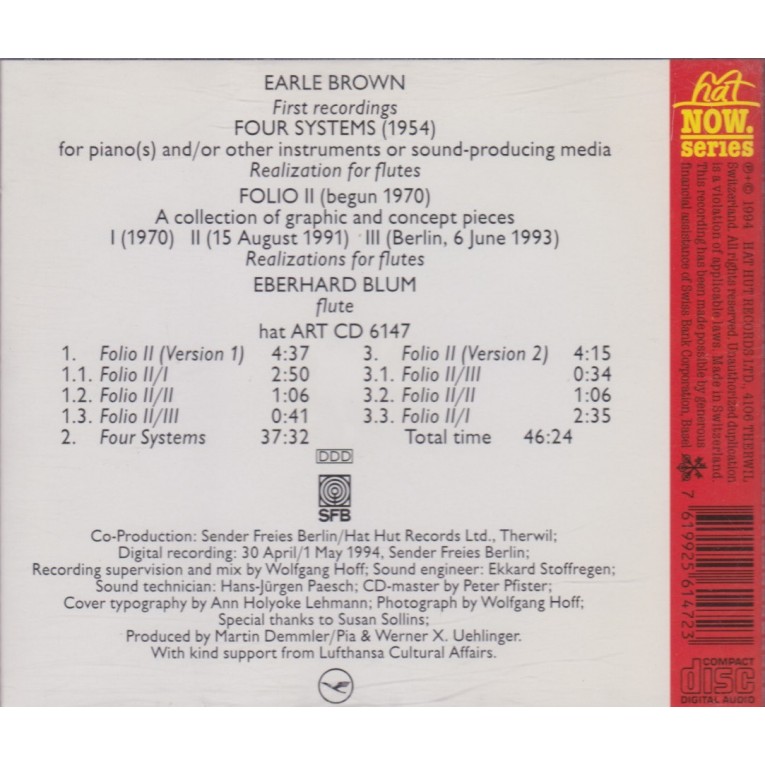 EARLE BROWN
First recordings
FOUR SYSTEMS (1954)
for piano(s) and/or other instruments or sound-producing media
Realization for flutes
FOLIO II (begun 1970)
A collection of graphic and concept pieces
I (1970) II (15 August 1991) III (Berlin, 6 June 1993)
Realizations for flutes
EBERHARD BLUM
flute
hat ART CD 6147
1. Folio II (Version 1) 4:37
1.1. Folio II/I 2:50
1.2. Folio II/II 1:06
1.3. Folio II/III 0:41
2. Four Systems 37:32
3. Folio II (Version 2) 4:15
3.1. Folio II/III 0:34
3.2. Folio II/II 1:06
3.3. Folio II/I 2:35
Total time 46:24
DDD
SFB
Co-Production: Sender Freies Berlin/Hat Hut Records Ltd., Therwil;
Digital recording: 30 April/1 May 1994, Sender Freies Berlin;
Recording supervision and mix by Wolfgang Hoff; Sound engineer: Ekkard Stoffregen;
Sound technician: Hans-Jürgen Paesch; CD-master by Peter Pfister;
Cover typography by Ann Holyoke Lehmann; Photograph by Wolfgang Hoff;
Special thanks to Susan Sollins;
Produced by Martin Demmler/Pia & Werner X. Uehlinger.
With kind support from Lufthansa Cultural Affairs.
hat
NOW.
series
℗+© 1994 HAT HUT RECORDS LTD., 4106 THERWIL
Switzerland. All rights reserved. Unauthorized duplication
is a violation of applicable laws. Made in Switzerland.
This recording has been made possible by generous
financial assistance of Swiss Bank Corporation, Basel
7 619925 614723
COMPACT
disc
DIGITAL AUDIO